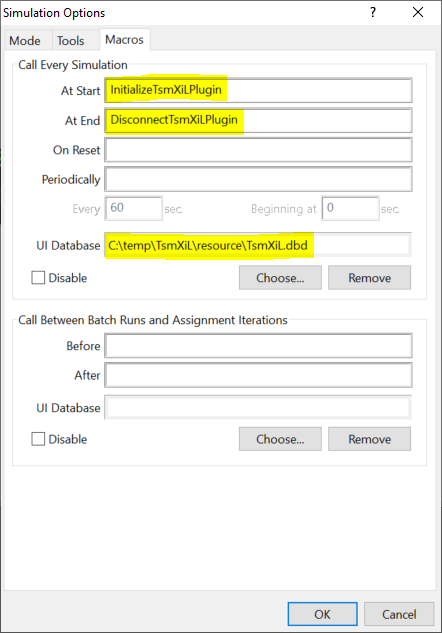 Simulation Options
? ×
Mode Tools Macros
Call Every Simulation
At Start InitializeTsmXiLPlugin
At End DisconnectTsmXiLPlugin
On Reset
Periodically
Every 60 sec. Beginning at 0 sec.
UI Database C:\temp\TsmXiL\resource\TsmXiL.dbd
Disable Choose... Remove
Call Between Batch Runs and Assignment Iterations
Before
After
UI Database
Disable Choose... Remove
OK Cancel